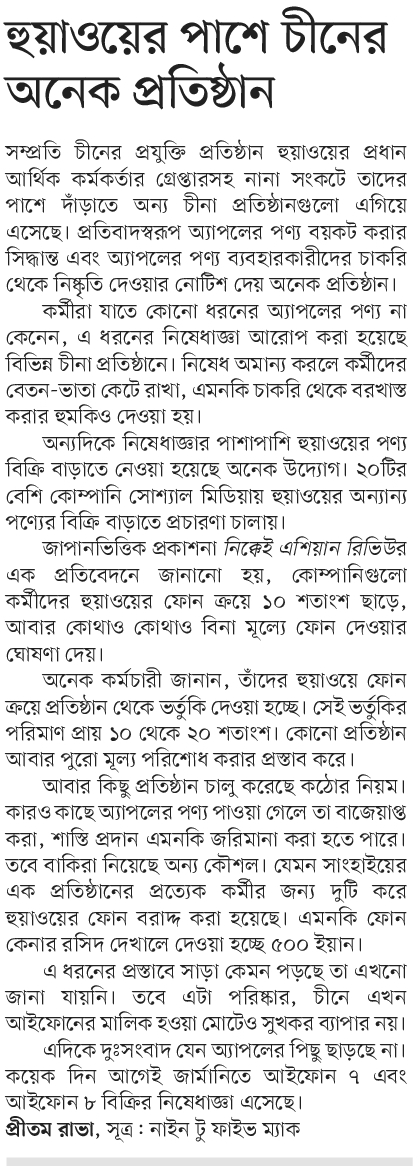 হুয়াওয়ের পাশে চীনের
অনেক প্রতিষ্ঠান
সম্প্রতি চীনের প্রযুক্তি প্রতিষ্ঠান হুয়াওয়ের প্রধান
আর্থিক কর্মকর্তার গ্রেপ্তারসহ নানা সংকটে তাদের
পাশে দাঁড়াতে অন্য চীনা প্রতিষ্ঠানগুলো এগিয়ে
এসেছে। প্রতিবাদস্বরূপ অ্যাপলের পণ্য বয়কট করার
সিদ্ধান্ত এবং অ্যাপলের পণ্য ব্যবহারকারীদের চাকরি
থেকে নিষ্কৃতি দেওয়ার নোটিশ দেয় অনেক প্রতিষ্ঠান।
কর্মীরা যাতে কোনো ধরনের অ্যাপলের পণ্য না
কেনেন, এ ধরনের নিষেধাজ্ঞা আরোপ করা হয়েছে
বিভিন্ন চীনা প্রতিষ্ঠানে। নিষেধ অমান্য করলে কর্মীদের
বেতন-ভাতা কেটে রাখা, এমনকি চাকরি থেকে বরখাস্ত
করার হুমকিও দেওয়া হয়।
অন্যদিকে নিষেধাজ্ঞার পাশাপাশি হুয়াওয়ের পণ্য
বিক্রি বাড়াতে নেওয়া হয়েছে অনেক উদ্যোগ। ২০টির
বেশি কোম্পানি সোশ্যাল মিডিয়ায় হুয়াওয়ের অন্যান্য
পণ্যের বিক্রি বাড়াতে প্রচারণা চালায়।
জাপানভিত্তিক প্রকাশনা নিক্কেই এশিয়ান রিভিউর
এক প্রতিবেদনে জানানো হয়, কোম্পানিগুলো
কর্মীদের হুয়াওয়ের ফোন ক্রয়ে ১০ শতাংশ ছাড়ে,
আবার কোথাও কোথাও বিনা মূল্যে ফোন দেওয়ার
ঘোষণা দেয়।
অনেক কর্মচারী জানান, তাঁদের হুয়াওয়ে ফোন
ক্রয়ে প্রতিষ্ঠান থেকে ভর্তুকি দেওয়া হচ্ছে। সেই ভর্তুকির
পরিমাণ প্রায় ১০ থেকে ২০ শতাংশ। কোনো প্রতিষ্ঠান
আবার পুরো মূল্য পরিশোধ করার প্রস্তাব করে।
আবার কিছু প্রতিষ্ঠান চালু করেছে কঠোর নিয়ম।
কারও কাছে অ্যাপলের পণ্য পাওয়া গেলে তা বাজেয়াপ্ত
করা, শাস্তি প্রদান এমনকি জরিমানা করা হতে পারে।
তবে বাকিরা নিয়েছে অন্য কৌশল। যেমন সাংহাইয়ের
এক প্রতিষ্ঠানের প্রত্যেক কর্মীর জন্য দুটি করে
হুয়াওয়ের ফোন বরাদ্দ করা হয়েছে। এমনকি ফোন
কেনার রসিদ দেখালে দেওয়া হচ্ছে ৫০০ ইয়ান।
এ ধরনের প্রস্তাবে সাড়া কেমন পড়ছে তা এখনো
জানা যায়নি। তবে এটা পরিষ্কার, চীনে এখন
আইফোনের মালিক হওয়া মোটেও সুখকর ব্যাপার নয়।
এদিকে দুঃসংবাদ যেন অ্যাপলের পিছু ছাড়ছে না।
কয়েক দিন আগেই জার্মানিতে আইফোন ৭ এবং
আইফোন ৮ বিক্রির নিষেধাজ্ঞা এসেছে।
প্রীতম রাভা, সূত্র : নাইন টু ফাইভ ম্যাক